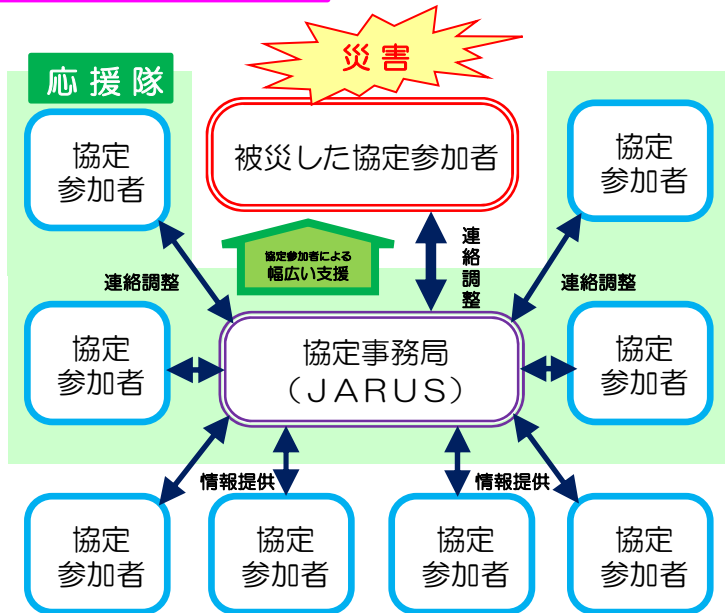 災害
応援隊
協定
参加者
被災した協定参加者
協定
参加者
協定参加者による
幅広い支援
連絡調整
連絡調整
連絡調整
協定
参加者
協定事務局
（ＪＡＲＵＳ）
協定
参加者
情報提供
情報提供
協定
参加者
協定
参加者
協定
参加者
協定
参加者